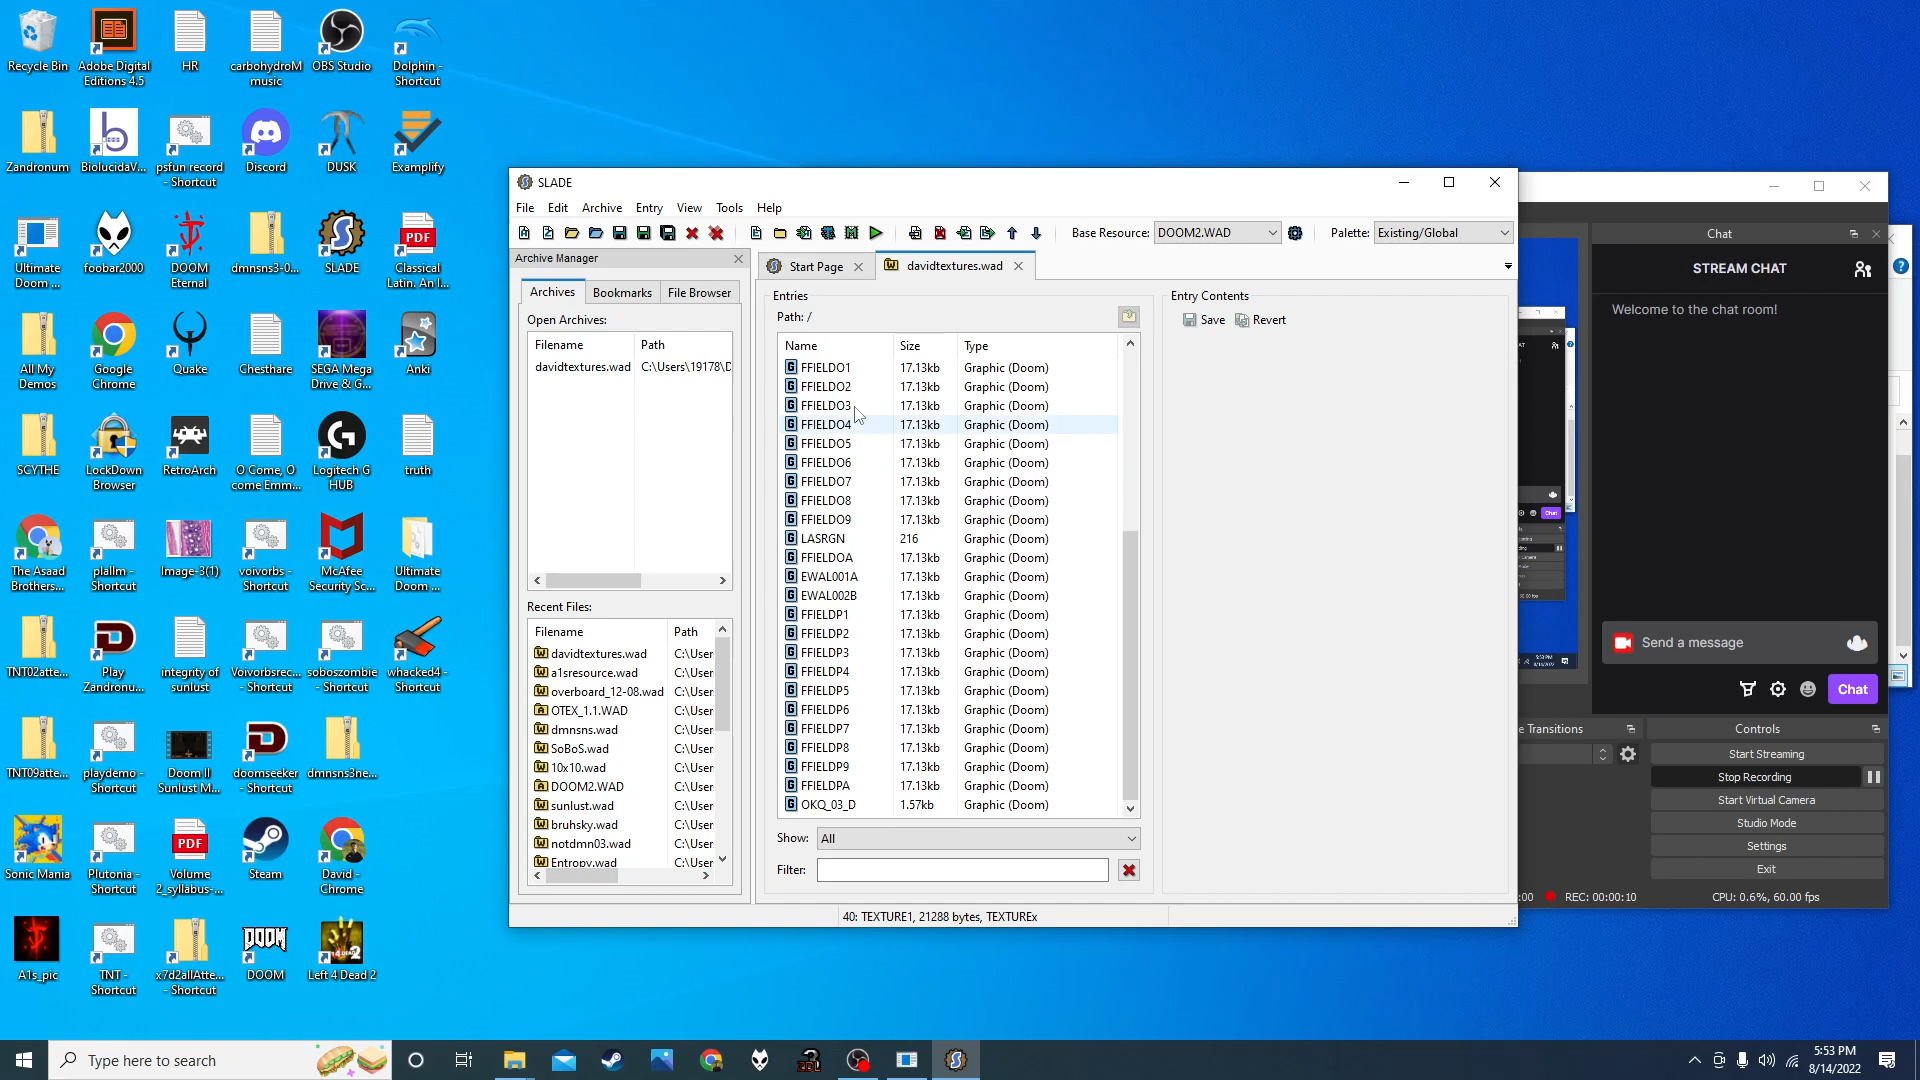 Recycle Bin
Adobe Digital
Editions 4.5
HR
carbohydroM
music
OBS Studio
Dolphin -
Shortcut
Zandronum
BiolucidaV...
psfun record
- Shortcut
Discord
DUSK
Examplify
Ultimate
Doom ...
foobar2000
DOOM
Eternal
dmnsns3-0...
SLADE
PDF
Classical
Latin. An I...
All My
Demos
Google
Chrome
Quake
Chesthare
SEGA Mega
Drive & G...
Anki
SCYTHE
LockDown
Browser
RetroArch
O Come, O
come Emm...
Logitech G
HUB
truth
The Asaad
Brothers...
plallm -
Shortcut
Image-3(1)
voivorbs -
Shortcut
McAfee
Security Sc...
Ultimate
Doom ...
TNT02atte...
Play
Zandronu...
integrity of
sunlust
Voivorbsrec...
- Shortcut
soboszombie
- Shortcut
whacked4 -
Shortcut
TNT09atte...
playdemo -
Shortcut
Doom II
Sunlust M...
doomseeker
- Shortcut
dmnsns3ne...
Sonic Mania
Plutonia -
Shortcut
PDF
Volume
2_syllabus-...
Steam
David -
Chrome
A1s_pic
TNT -
Shortcut
x7d2allAtte...
- Shortcut
DOOM
DOOM
Left 4 Dead 2
SLADE
File Edit Archive Entry View Tools Help
Base Resource: DOOM2.WAD Palette: Existing/Global
Archive Manager
Archives Bookmarks File Browser
Open Archives:
Filename Path
davidtextures.wad C:\Users\19178\D
Recent Files:
Filename Path
davidtextures.wad C:\User
a1sresource.wad C:\User
overboard_12-08.wad C:\User
OTEX_1.1.WAD C:\User
dmnsns.wad C:\User
SoBoS.wad C:\User
10x10.wad C:\User
DOOM2.WAD C:\User
sunlust.wad C:\User
bruhsky.wad C:\User
notdmn03.wad C:\User
Entropy.wad C:\User
Start Page davidtextures.wad
Entries
Path: /
Name Size Type
FFIELDO1 17.13kb Graphic (Doom)
FFIELDO2 17.13kb Graphic (Doom)
FFIELDO3 17.13kb Graphic (Doom)
FFIELDO4 17.13kb Graphic (Doom)
FFIELDO5 17.13kb Graphic (Doom)
FFIELDO6 17.13kb Graphic (Doom)
FFIELDO7 17.13kb Graphic (Doom)
FFIELDO8 17.13kb Graphic (Doom)
FFIELDO9 17.13kb Graphic (Doom)
LASRGN 216 Graphic (Doom)
FFIELDOA 17.13kb Graphic (Doom)
EWAL001A 17.13kb Graphic (Doom)
EWAL002B 17.13kb Graphic (Doom)
FFIELDP1 17.13kb Graphic (Doom)
FFIELDP2 17.13kb Graphic (Doom)
FFIELDP3 17.13kb Graphic (Doom)
FFIELDP4 17.13kb Graphic (Doom)
FFIELDP5 17.13kb Graphic (Doom)
FFIELDP6 17.13kb Graphic (Doom)
FFIELDP7 17.13kb Graphic (Doom)
FFIELDP8 17.13kb Graphic (Doom)
FFIELDP9 17.13kb Graphic (Doom)
FFIELDPA 17.13kb Graphic (Doom)
OKQ_03_D 1.57kb Graphic (Doom)
Show: All
Filter:
Entry Contents
Save Revert
40: TEXTURE1, 21288 bytes, TEXTUREx
Chat
STREAM CHAT
Welcome to the chat room!
Send a message
Chat
e Transitions
Controls
Start Streaming
Stop Recording
Start Virtual Camera
Studio Mode
Settings
Exit
:00 REC: 00:00:10 CPU: 0.6%, 60.00 fps
Type here to search
5:53 PM
8/14/2022